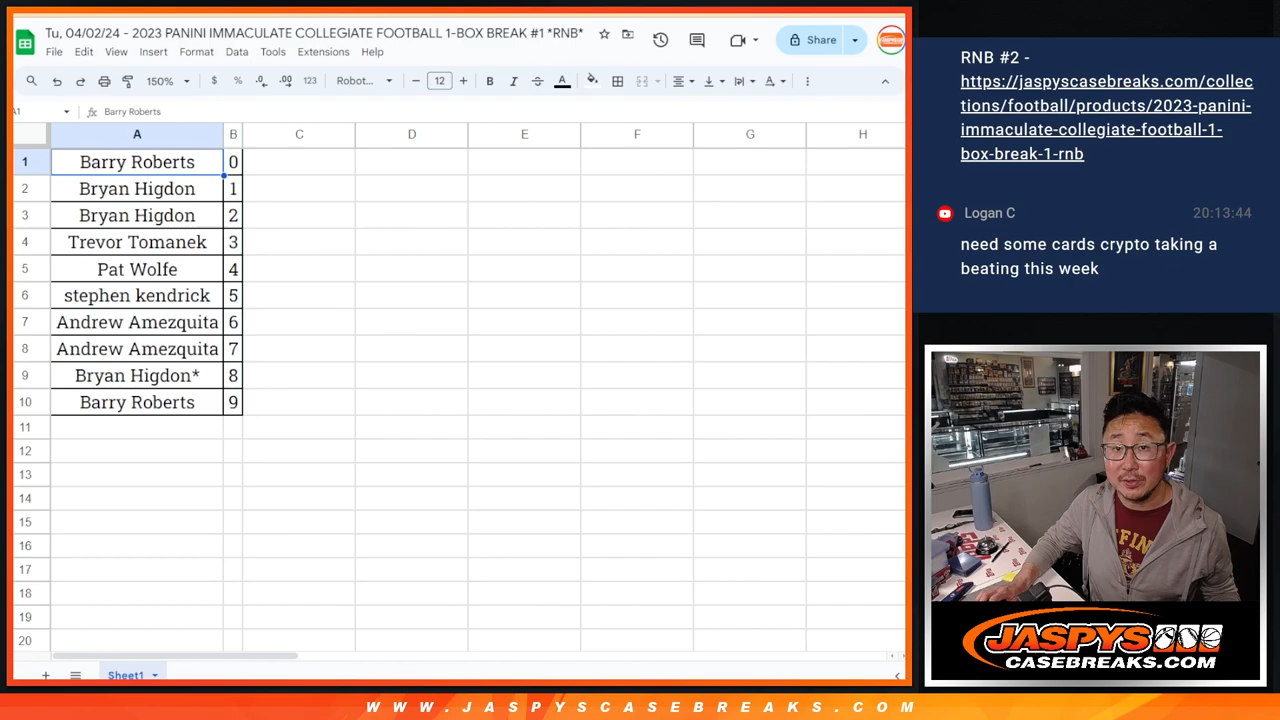 Tu, 04/02/24 - 2023 PANINI IMMACULATE COLLEGIATE FOOTBALL 1-BOX BREAK #1 *RNB*
Share
File Edit View Insert Format Data Tools Extensions Help
150% $ % .0 .00 123 Robot... 12 B I A
A1 fx Barry Roberts
A B C D E F G H
1 Barry Roberts 0
2 Bryan Higdon 1
3 Bryan Higdon 2
4 Trevor Tomanek 3
5 Pat Wolfe 4
6 stephen kendrick 5
7 Andrew Amezquita 6
8 Andrew Amezquita 7
9 Bryan Higdon* 8
10 Barry Roberts 9
11
12
13
14
15
16
17
18
19
20
Sheet1
RNB #2 -
https://jaspyscasebreaks.com/collec
tions/football/products/2023-panini-
immaculate-collegiate-football-1-
box-break-1-rnb
Logan C 20:13:44
need some cards crypto taking a
beating this week
JASPYS
CASEBREAKS.COM
WWW.JASPYSCASEBREAKS.COM